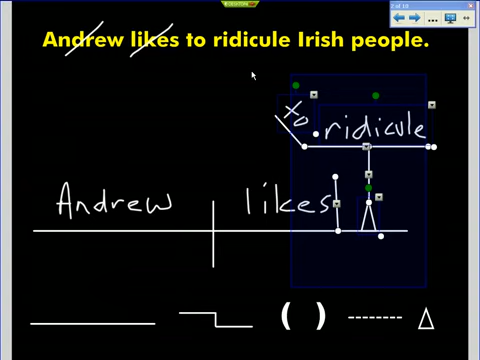 Andrew likes to ridicule Irish people.
to ridicule
Andrew likes
( )